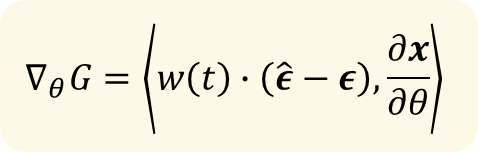 ∇_θ G = ⟨w(t) · (ϵ̂ − ϵ), ∂x/∂θ⟩